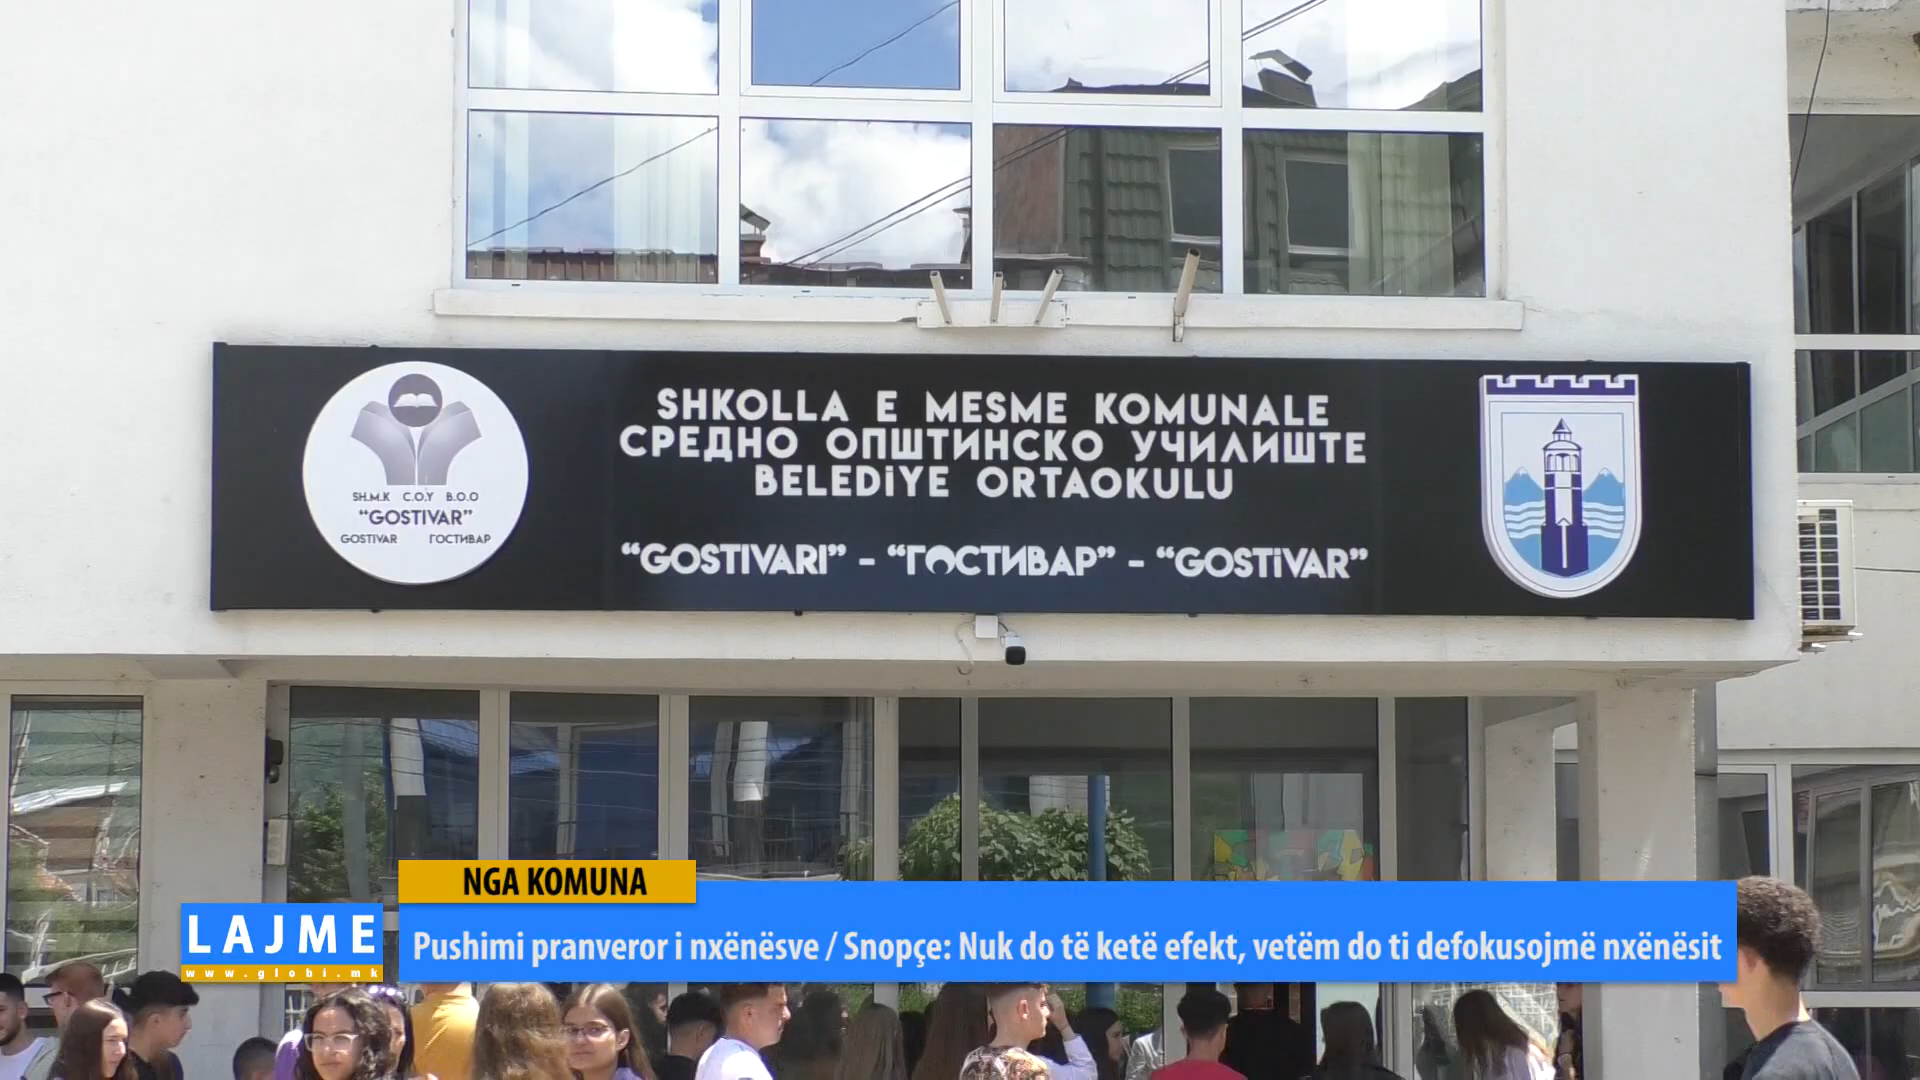 SHKOLLA E MESME KOMUNALE
СРЕДНО ОПШТИНСКО УЧИЛИШТЕ
BELEDiYE ORTAOKULU
“GOSTIVARI” - “ГОСТИВАР” - “GOSTiVAR”
SH.M.K C.O.Y B.O.O
“GOSTIVAR”
GOSTIVAR ГОСТИВАР
NGA KOMUNA
LAJME
www.globi.mk
Pushimi pranveror i nxënësve / Snopçe: Nuk do të ketë efekt, vetëm do ti defokusojmë nxënësit